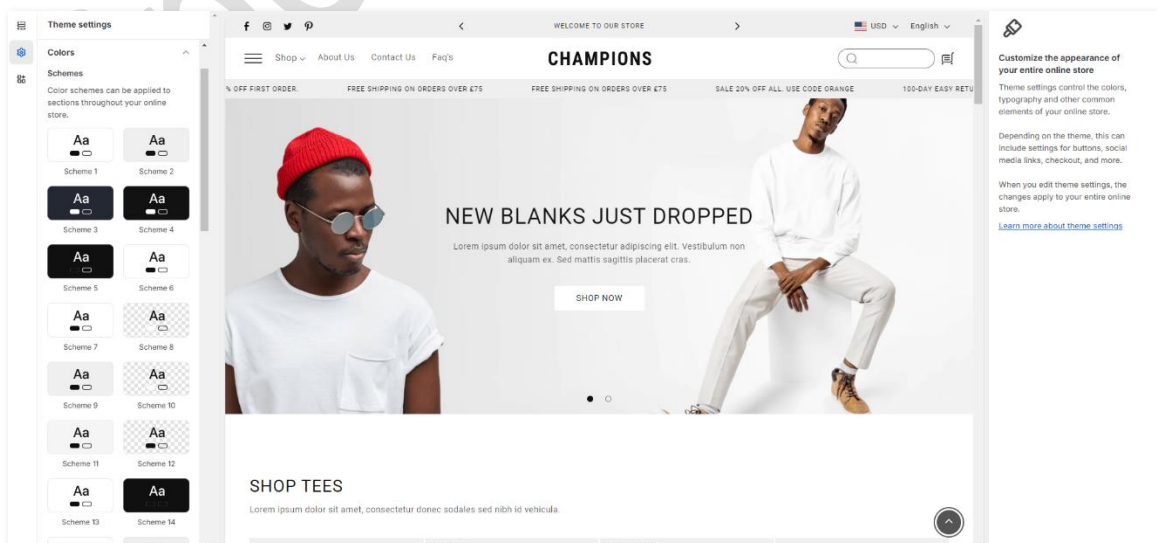 Theme settings
Colors
Schemes
Color schemes can be applied to
sections throughout your online
store.
Aa Aa
Scheme 1 Scheme 2
Aa Aa
Scheme 3 Scheme 4
Aa Aa
Scheme 5 Scheme 6
Aa Aa
Scheme 7 Scheme 8
Aa Aa
Scheme 9 Scheme 10
Aa Aa
Scheme 11 Scheme 12
Aa Aa
Scheme 13 Scheme 14
WELCOME TO OUR STORE
USD English
Shop About Us Contact Us Faq's
CHAMPIONS
% OFF FIRST ORDER. FREE SHIPPING ON ORDERS OVER £75 FREE SHIPPING ON ORDERS OVER £75 SALE 20% OFF ALL. USE CODE ORANGE 100-DAY EASY RETU
NEW BLANKS JUST DROPPED
Lorem ipsum dolor sit amet, consectetur adipiscing elit. Vestibulum non
aliquam ex. Sed mattis sagittis placerat cras.
SHOP NOW
SHOP TEES
Lorem ipsum dolor sit amet, consectetur donec sodales sed nibh id vehicula.
Customize the appearance of
your entire online store
Theme settings control the colors,
typography and other common
elements of your online store.
Depending on the theme, this can
include settings for buttons, social
media links, checkout, and more.
When you edit theme settings, the
changes apply to your entire online
store.
Learn more about theme settings